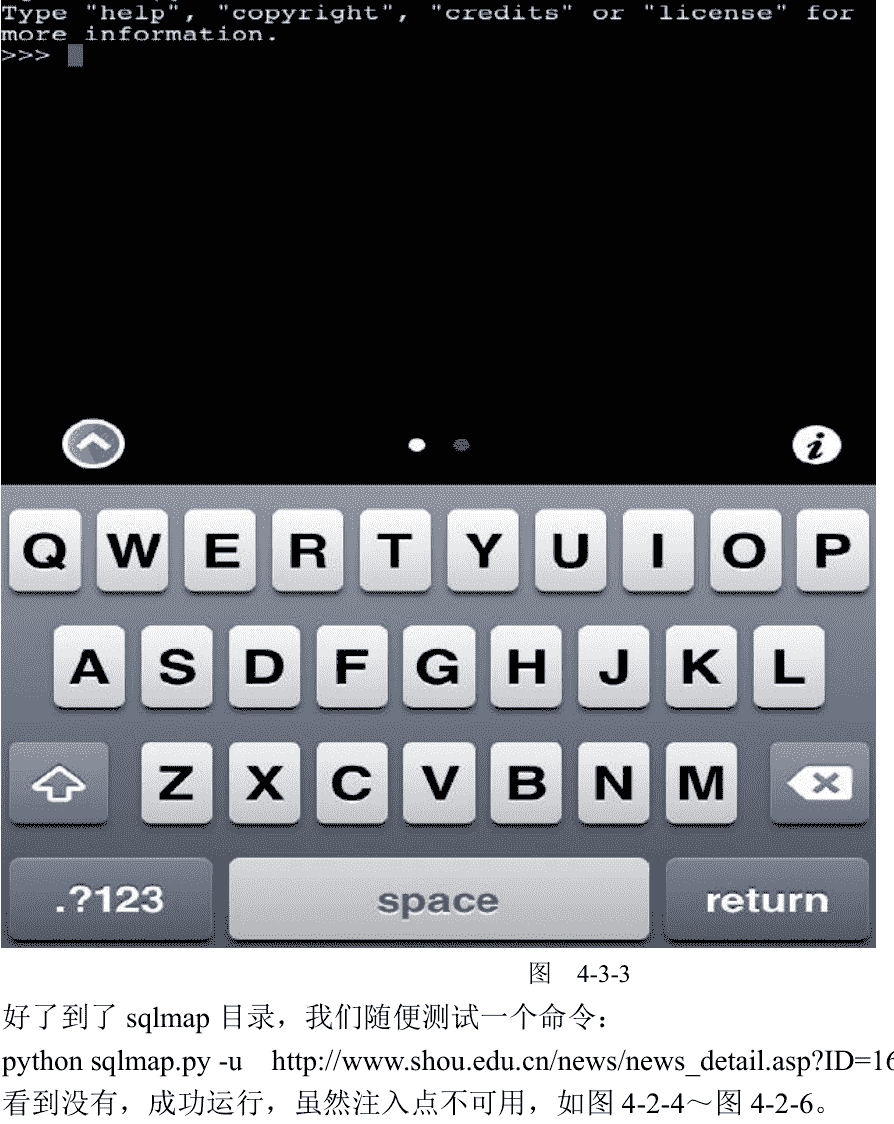 Type "help", "copyright", "credits" or "license" for
more information.
>>>
Q W E R T Y U I O P
A S D F G H J K L
Z X C V B N M
.?123 space return
图 4-3-3
好了到了 sqlmap 目录，我们随便测试一个命令：
python sqlmap.py -u http://www.shou.edu.cn/news/news_detail.asp?ID=16
看到没有，成功运行，虽然注入点不可用，如图 4-2-4～图 4-2-6。